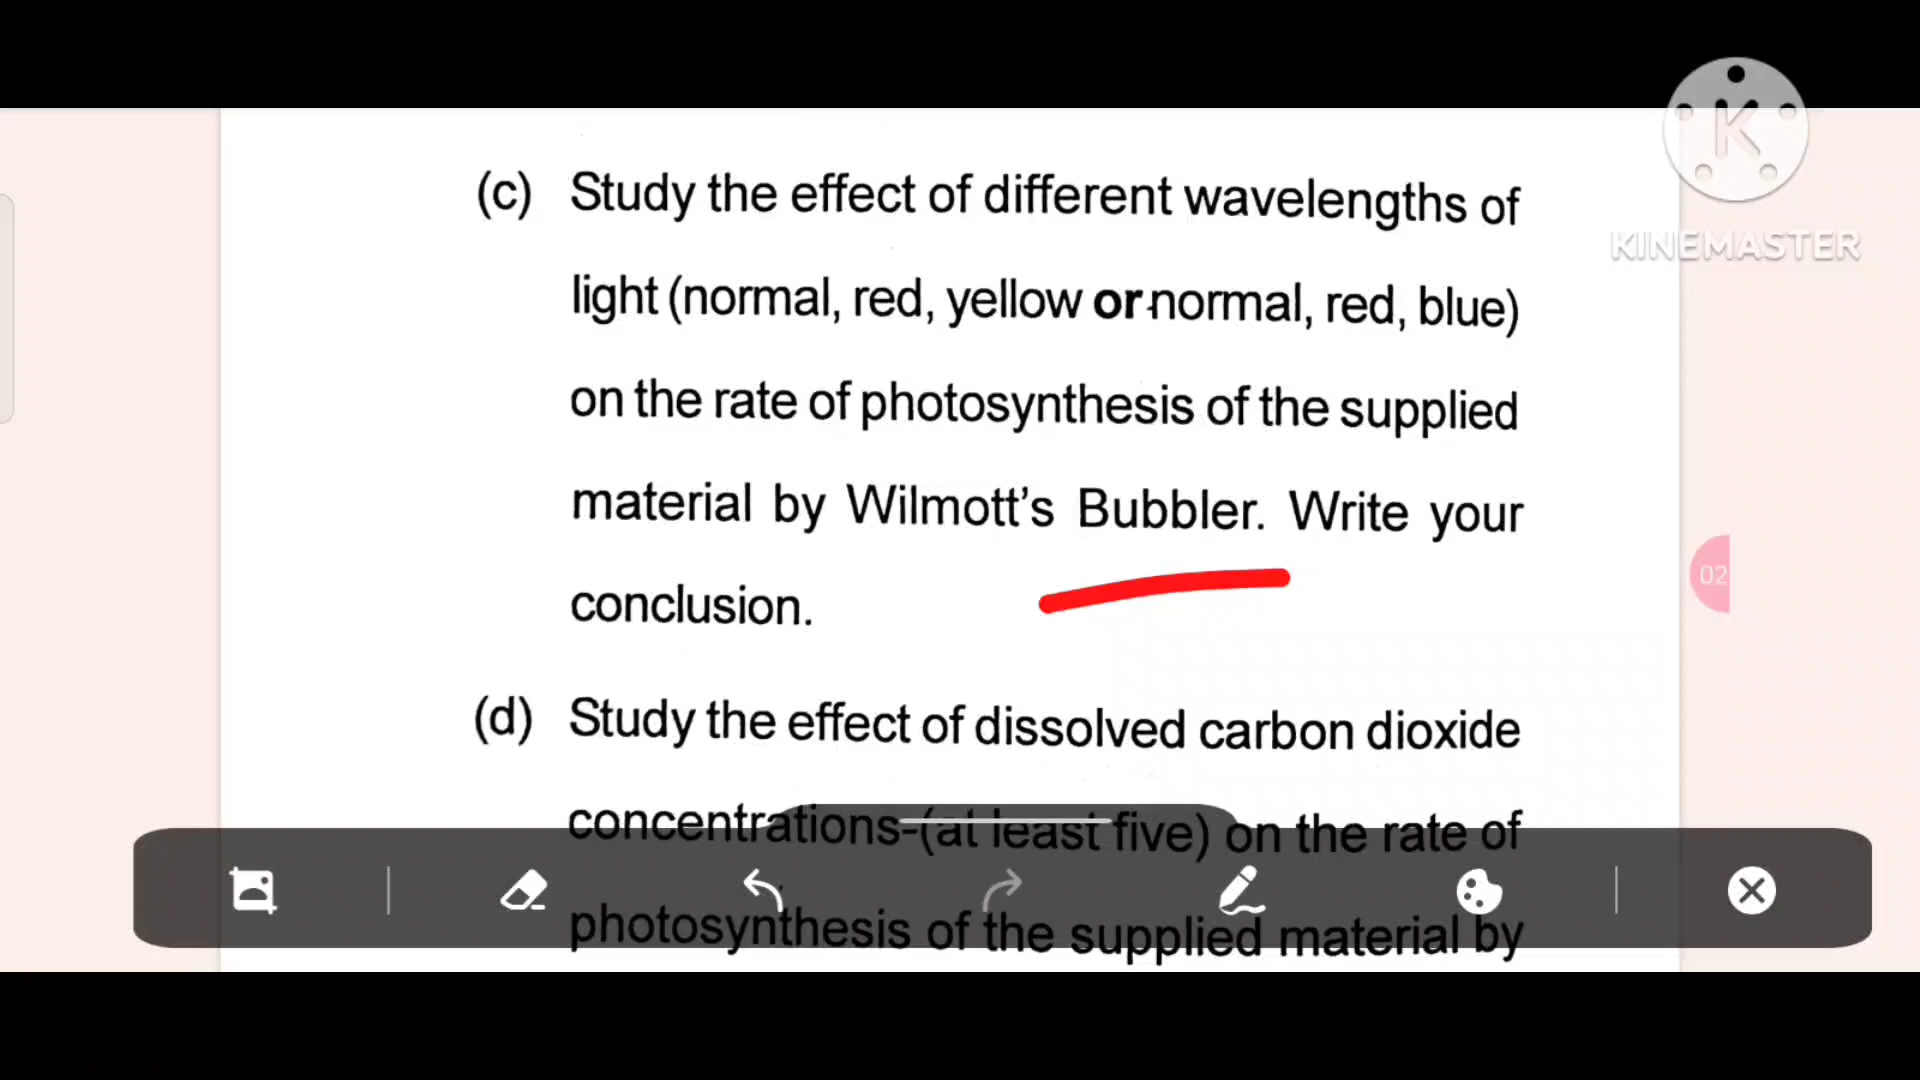 K
KINEMASTER
(c) Study the effect of different wavelengths of
light (normal, red, yellow or normal, red, blue)
on the rate of photosynthesis of the supplied
material by Wilmott's Bubbler. Write your
conclusion.
02
(d) Study the effect of dissolved carbon dioxide
concentrations-(at least five) on the rate of
photosynthesis of the supplied material by